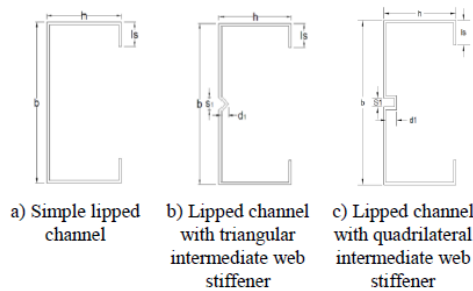 h
ls
b
h
ls
b
s1
d1
h
ls
b
d1
a) Simple lipped
channel
b) Lipped channel
with triangular
intermediate web
stiffener
c) Lipped channel
with quadrilateral
intermediate web
stiffener